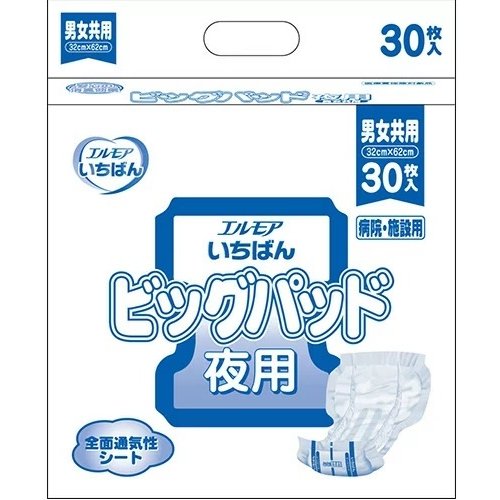 男女共用
32cm×62cm
30枚入
ビッグパッド夜用
エルモア
いちばん
男女共用
32cm×62cm
30枚入
病院・施設用
エルモア
いちばん
ビッグパッド
夜用
全面通気性
シート